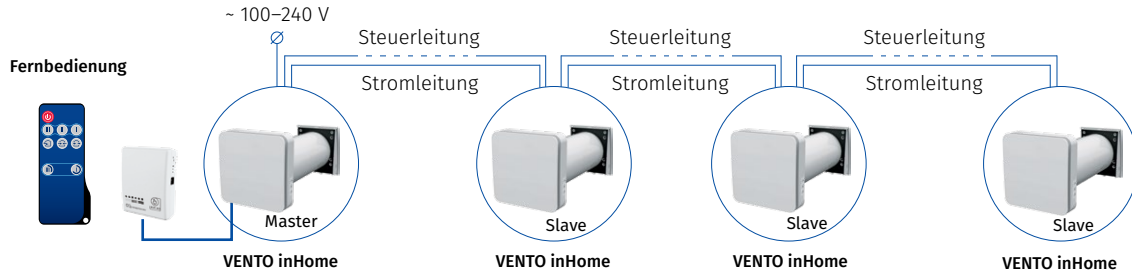 ~ 100–240 V
Steuerleitung Steuerleitung Steuerleitung
Fernbedienung
Stromleitung Stromleitung Stromleitung
Master Slave Slave Slave
VENTO inHome VENTO inHome VENTO inHome VENTO inHome